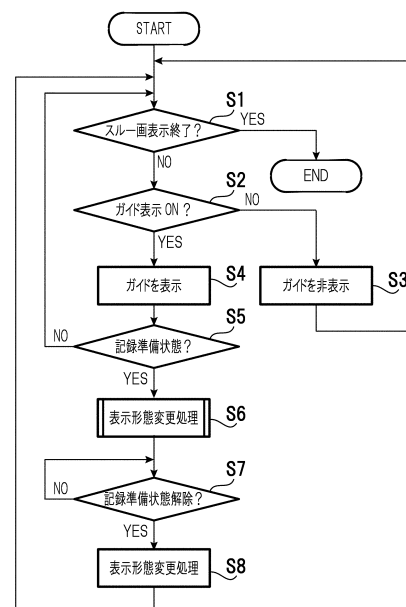 START
S1
スルー画表示終了？
YES
NO
END
S2
ガイド表示 ON？
NO
YES
S4
ガイドを表示
S3
ガイドを非表示
S5
記録準備状態？
NO
YES
S6
表示形態変更処理
S7
記録準備状態解除？
NO
YES
S8
表示形態変更処理